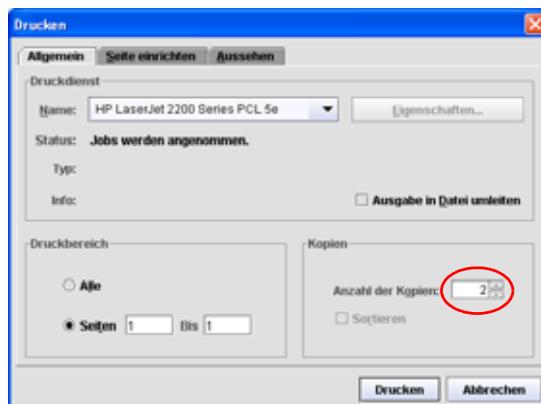 Drucken
Allgemein Seite einrichten Aussehen
Druckdienst
Name: HP LaserJet 2200 Series PCL 5e Eigenschaften...
Status: Jobs werden angenommen.
Typ:
Info: Ausgabe in Datei umleiten
Druckbereich
Alle
Seiten 1 Bis 1
Kopien
Anzahl der Kopien: 2
Sortieren
Drucken Abbrechen